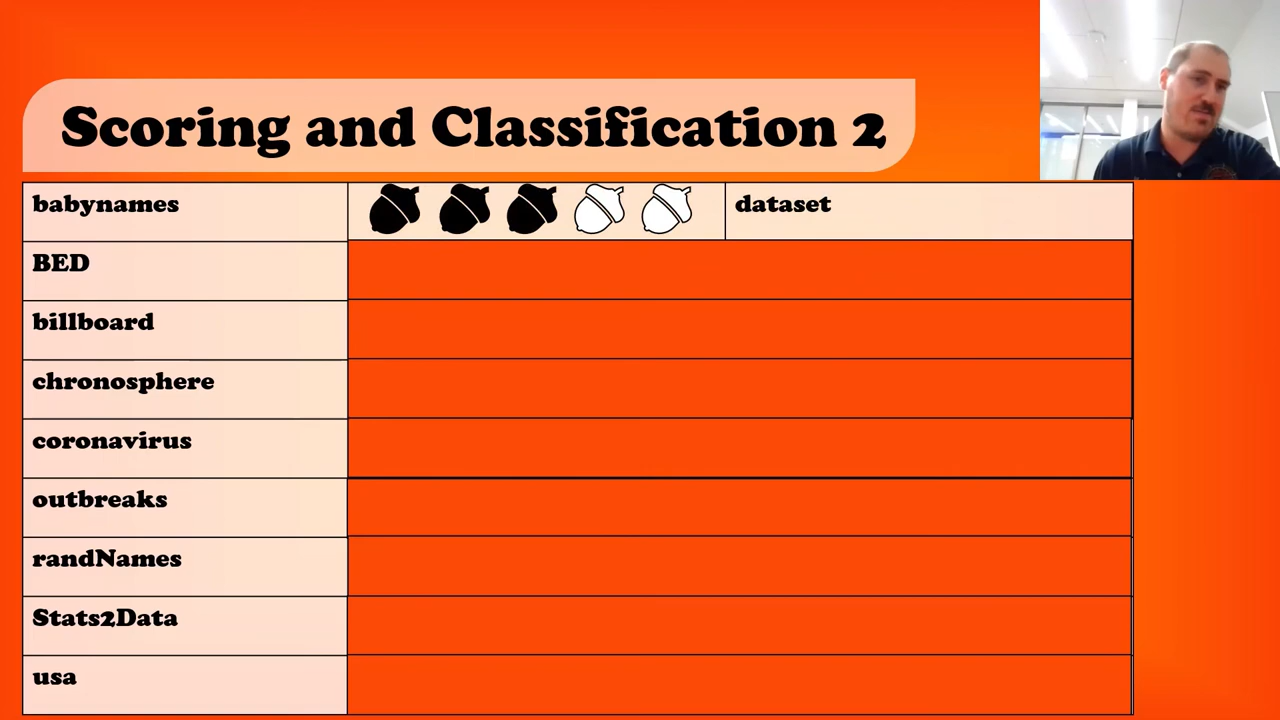 Scoring and Classification 2
babynames dataset
BED
billboard
chronosphere
coronavirus
outbreaks
randNames
Stats2Data
usa